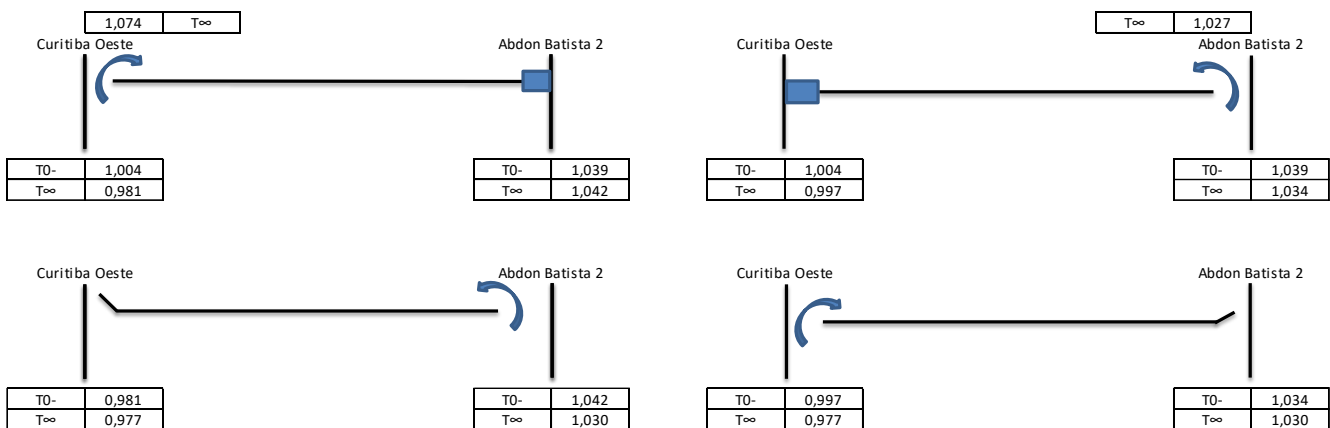 1,074 T∞
Curitiba Oeste Abdon Batista 2
T0- 1,004 T0- 1,039
T∞ 0,981 T∞ 1,042
T∞ 1,027
Curitiba Oeste Abdon Batista 2
T0- 1,004 T0- 1,039
T∞ 0,997 T∞ 1,034
Curitiba Oeste Abdon Batista 2
T0- 0,981 T0- 1,042
T∞ 0,977 T∞ 1,030
Curitiba Oeste Abdon Batista 2
T0- 0,997 T0- 1,034
T∞ 0,977 T∞ 1,030